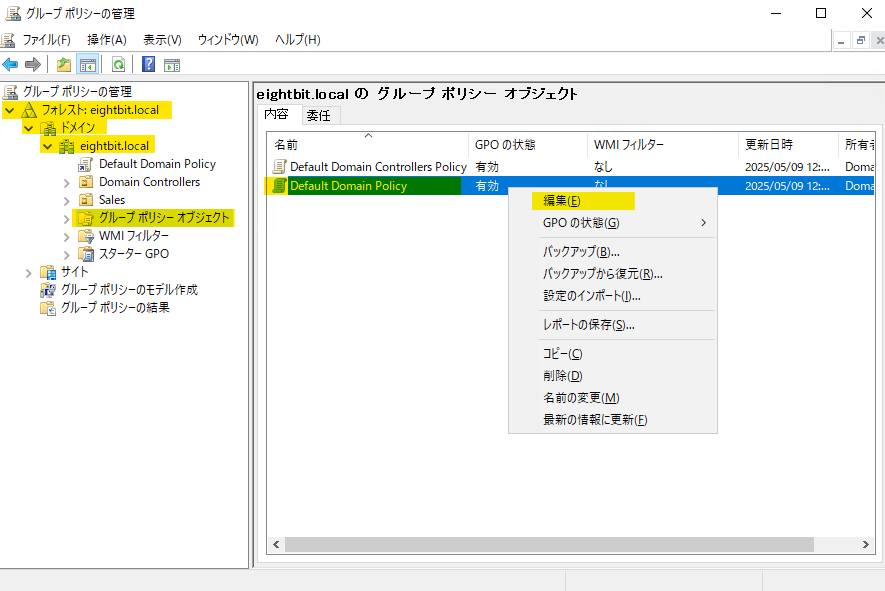 グループ ポリシーの管理
ファイル(F) 操作(A) 表示(V) ウィンドウ(W) ヘルプ(H)
グループ ポリシーの管理
フォレスト: eightbit.local
ドメイン
eightbit.local
Default Domain Policy
Domain Controllers
Sales
グループ ポリシー オブジェクト
WMI フィルター
スターター GPO
サイト
グループ ポリシーのモデル作成
グループ ポリシーの結果
eightbit.local の グループ ポリシー オブジェクト
内容 委任
名前 GPO の状態 WMI フィルター 更新日時 所有者
Default Domain Controllers Policy 有効 なし 2025/05/09 12:... Doma
Default Domain Policy 有効 なし 2025/05/09 12:... Doma
編集(E)
GPO の状態(G)
バックアップ(B)...
バックアップから復元(R)...
設定のインポート(I)...
レポートの保存(S)...
コピー(C)
削除(D)
名前の変更(M)
最新の情報に更新(F)